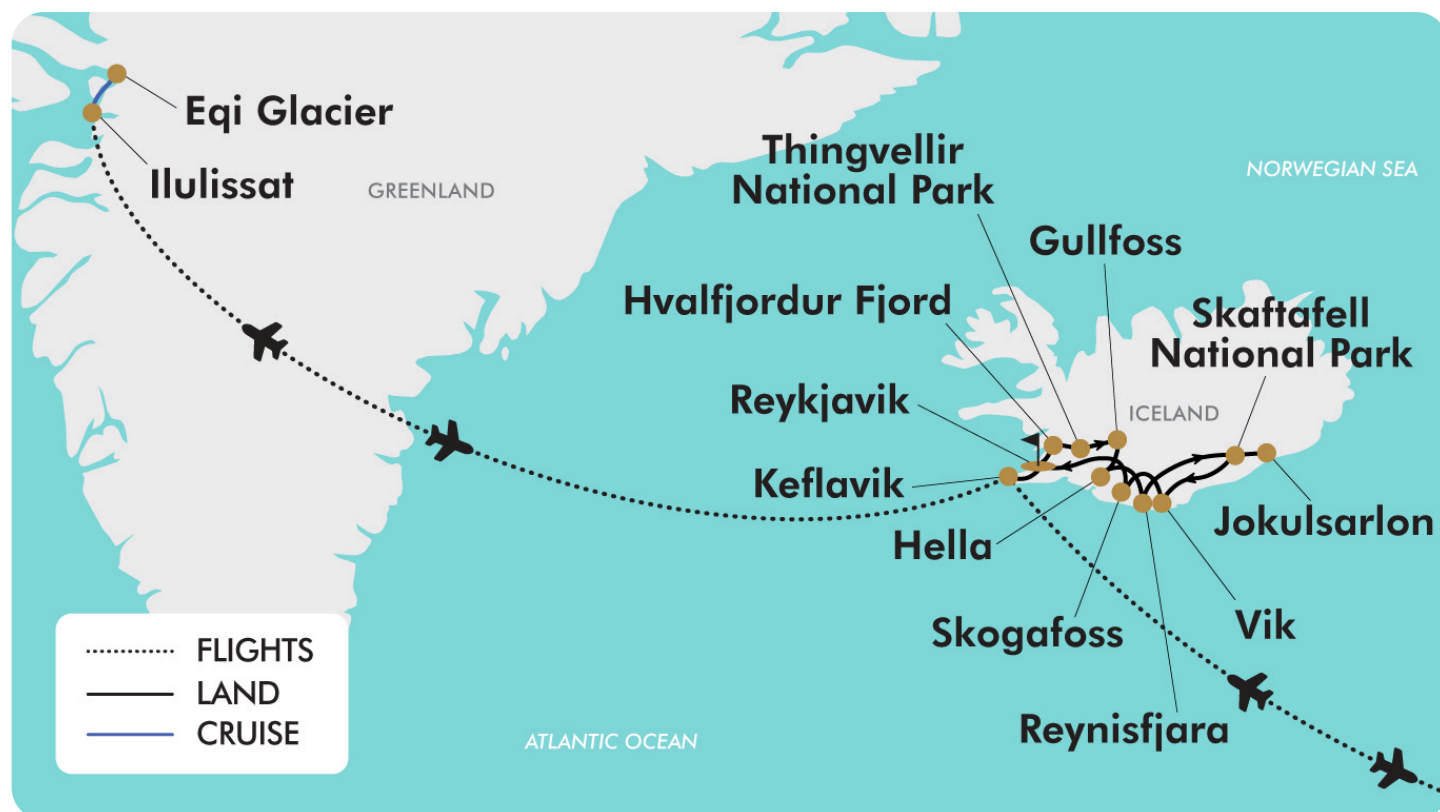 Eqi Glacier
Ilulissat
GREENLAND
Thingvellir
National Park
NORWEGIAN SEA
Gullfoss
Hvalfjordur Fjord
Skaftafell
National Park
Reykjavik
ICELAND
Keflavik
Jokulsarlon
Hella
Skogafoss
Vik
Reynisfjara
ATLANTIC OCEAN
FLIGHTS
LAND
CRUISE